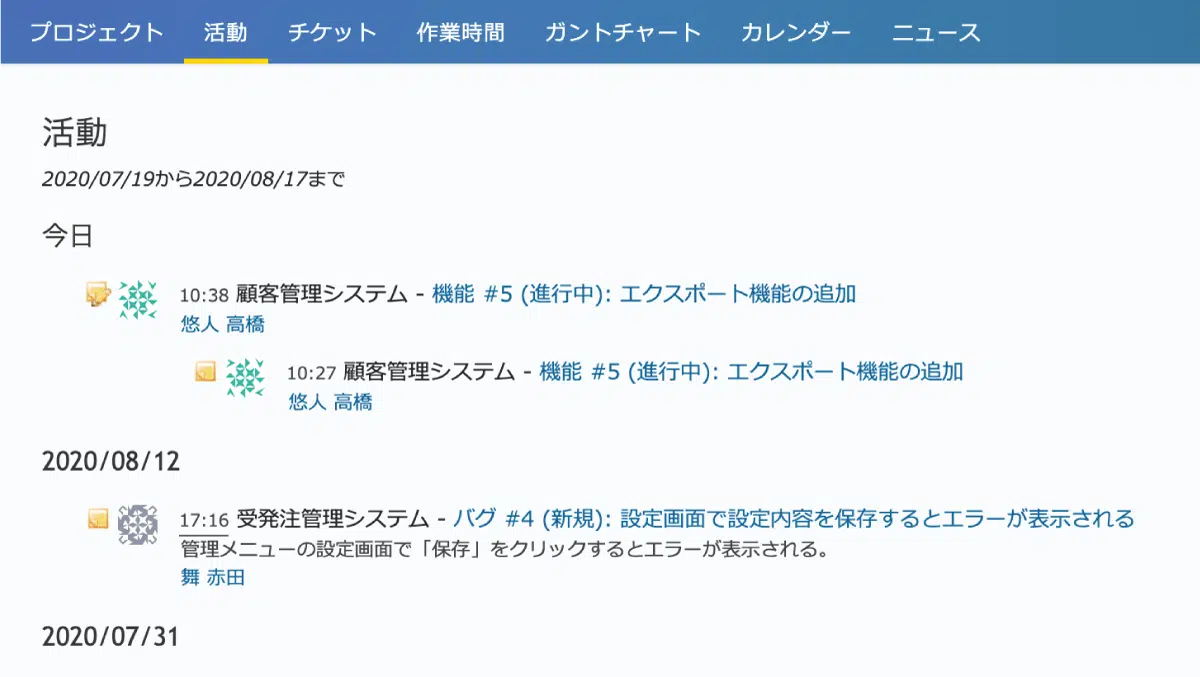 プロジェクト 活動 チケット 作業時間 ガントチャート カレンダー ニュース
活動
2020/07/19から2020/08/17まで
今日
10:38 顧客管理システム - 機能 #5 (進行中): エクスポート機能の追加
悠人 高橋
10:27 顧客管理システム - 機能 #5 (進行中): エクスポート機能の追加
悠人 高橋
2020/08/12
17:16 受発注管理システム - バグ #4 (新規): 設定画面で設定内容を保存するとエラーが表示される
管理メニューの設定画面で「保存」をクリックするとエラーが表示される。
舞 赤田
2020/07/31